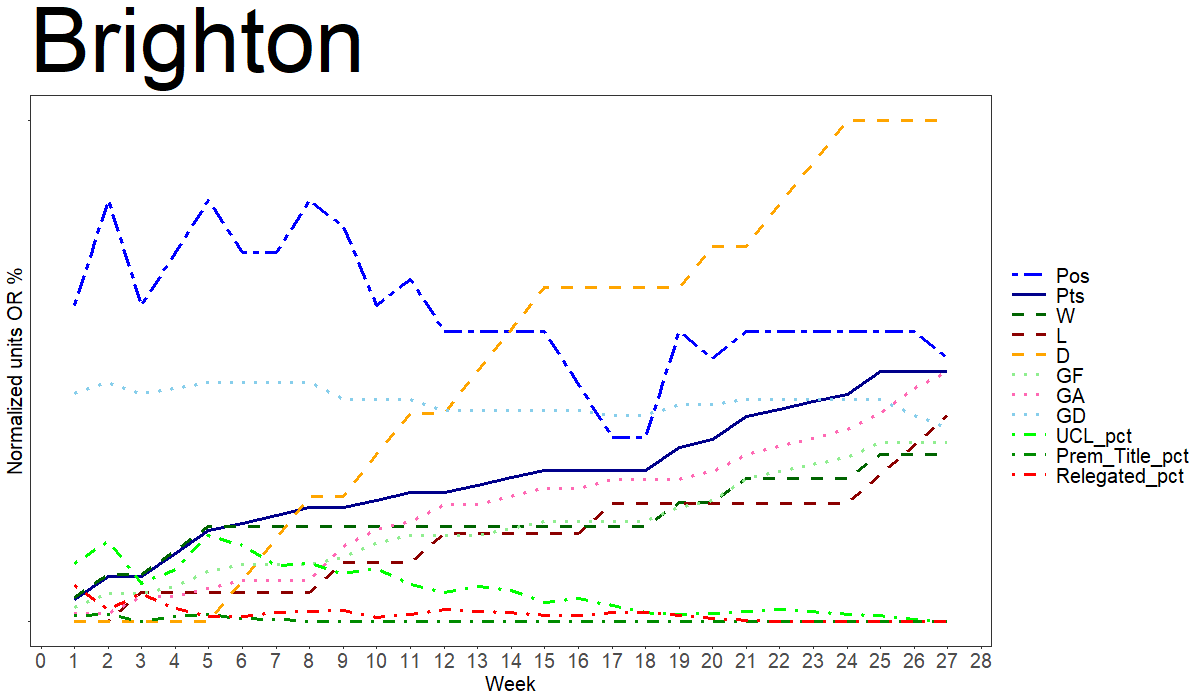 Brighton
Normalized units OR %
Pos
Pts
W
L
D
GF
GA
GD
UCL_pct
Prem_Title_pct
Relegated_pct
0 1 2 3 4 5 6 7 8 9 10 11 12 13 14 15 16 17 18 19 20 21 22 23 24 25 26 27 28
Week